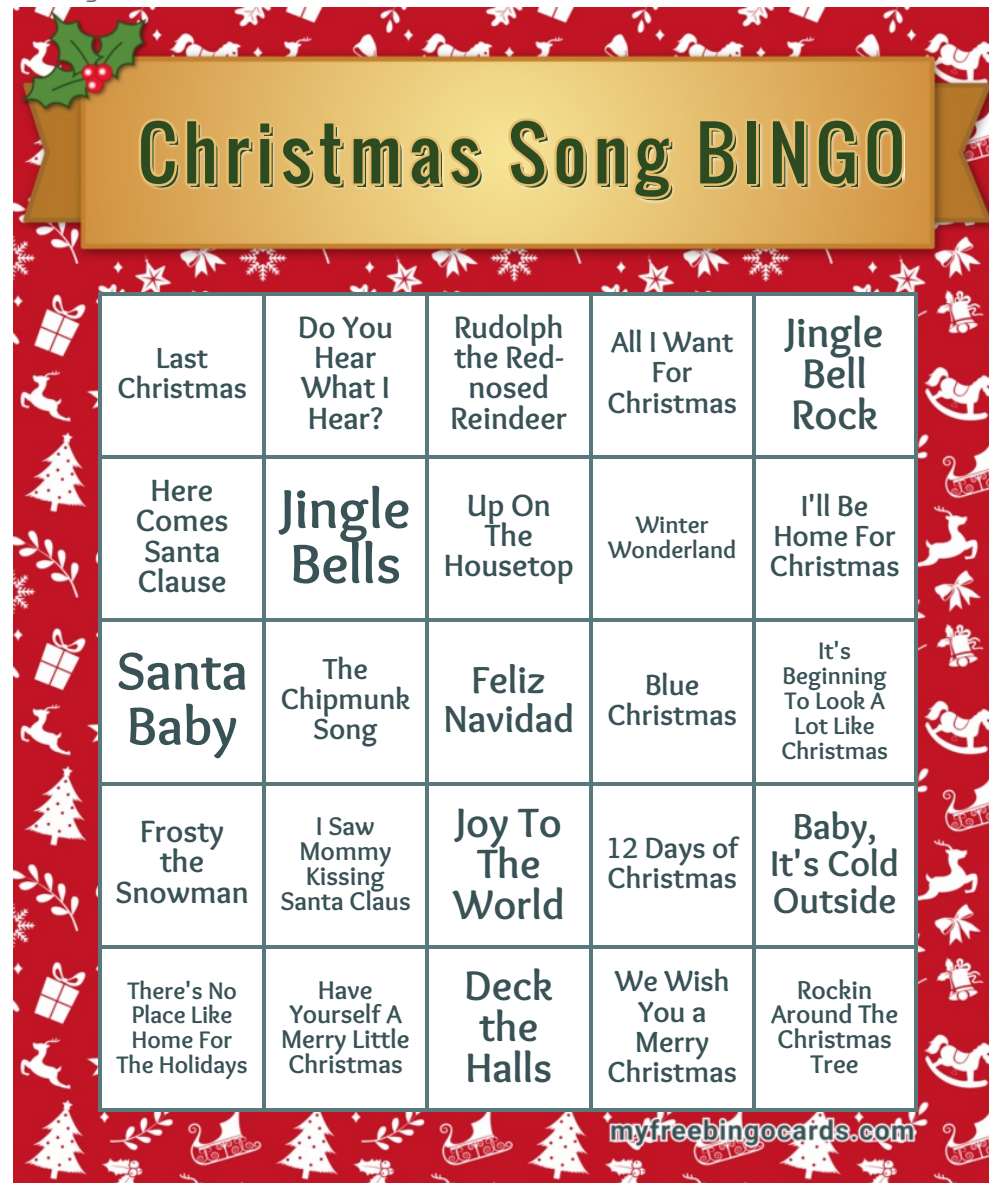 Christmas Song BINGO
Last
Christmas
Do You
Hear
What I
Hear?
Rudolph
the Red-
nosed
Reindeer
All I Want
For
Christmas
Jingle
Bell
Rock
Here
Comes
Santa
Clause
Jingle
Bells
Up On
The
Housetop
Winter
Wonderland
I'll Be
Home For
Christmas
Santa
Baby
The
Chipmunk
Song
Feliz
Navidad
Blue
Christmas
It's
Beginning
To Look A
Lot Like
Christmas
Frosty
the
Snowman
I Saw
Mommy
Kissing
Santa Claus
Joy To
The
World
12 Days of
Christmas
Baby,
It's Cold
Outside
There's No
Place Like
Home For
The Holidays
Have
Yourself A
Merry Little
Christmas
Deck
the
Halls
We Wish
You a
Merry
Christmas
Rockin
Around The
Christmas
Tree
myfreebingocards.com